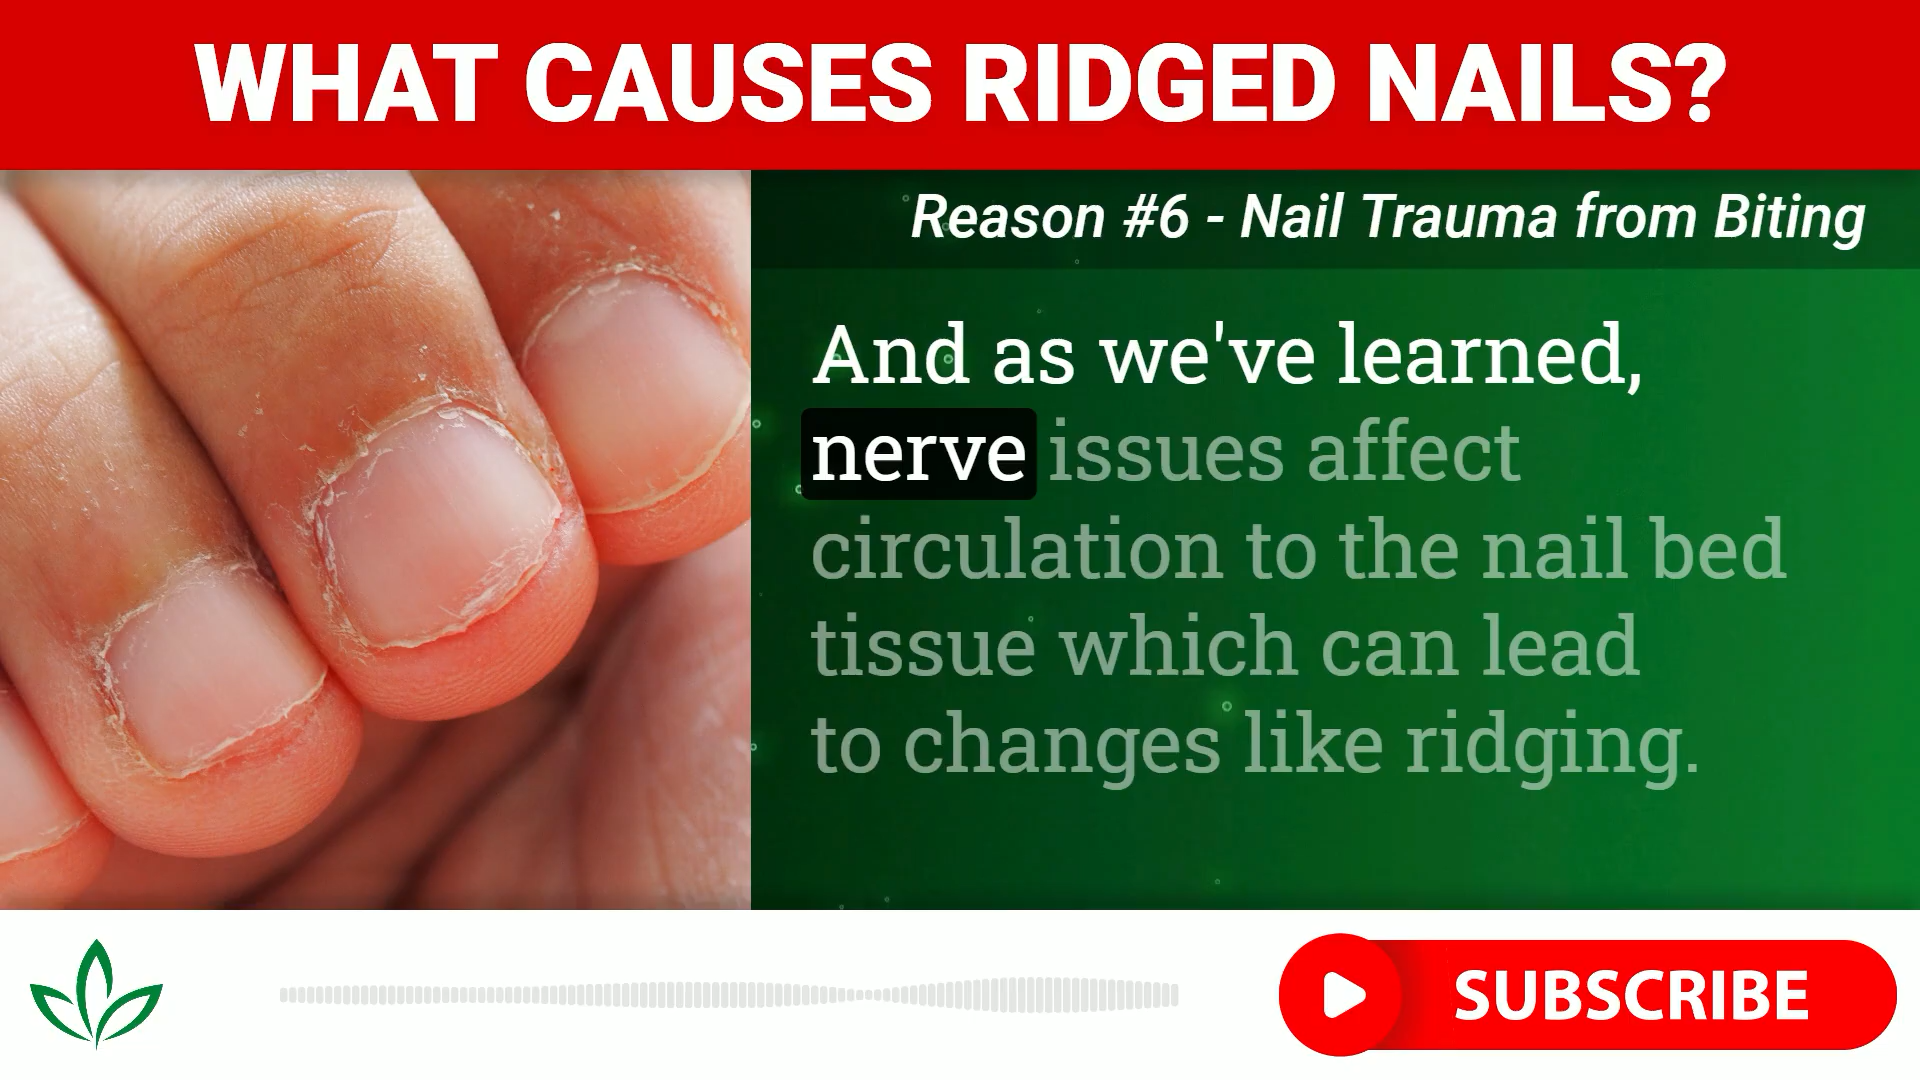 WHAT CAUSES RIDGED NAILS?
Reason #6 - Nail Trauma from Biting
And as we've learned,
nerve issues affect
circulation to the nail bed
tissue which can lead
to changes like ridging.
SUBSCRIBE